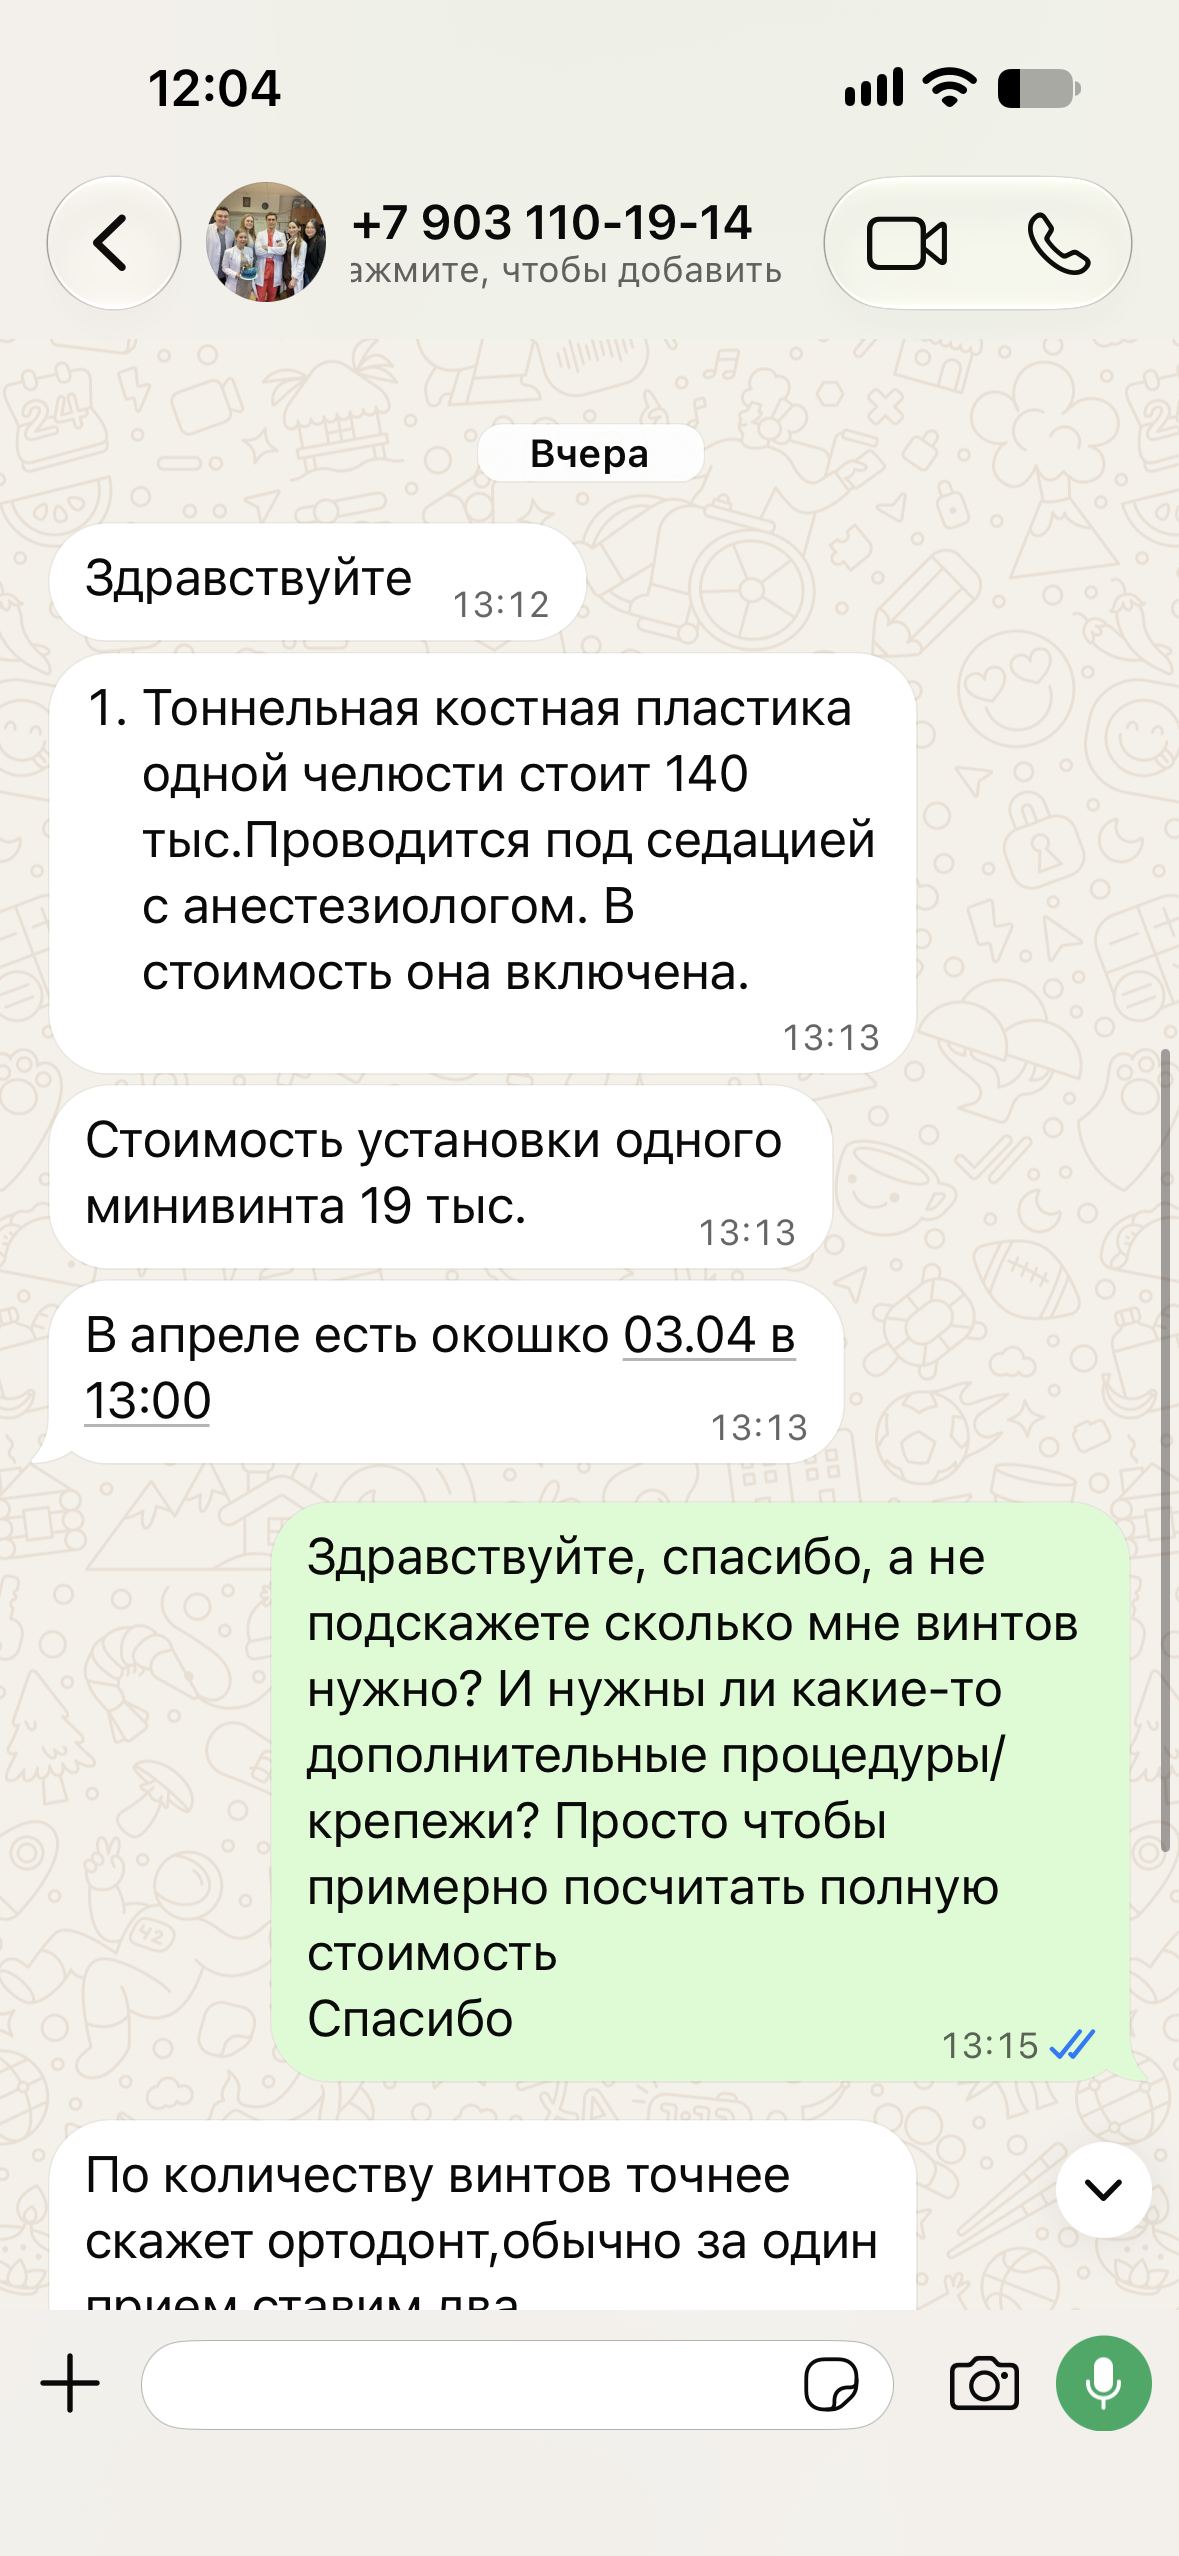 12:04
+7 903 110-19-14
ажмите, чтобы добавить
Вчера
Здравствуйте
13:12
1. Тоннельная костная пластика
одной челюсти стоит 140
тыс.Проводится под седацией
с анестезиологом. В
стоимость она включена.
13:13
Стоимость установки одного
минивинта 19 тыс.
13:13
В апреле есть окошко 03.04 в
13:00
13:13
Здравствуйте, спасибо, а не
подскажете сколько мне винтов
нужно? И нужны ли какие-то
дополнительные процедуры/
крепежи? Просто чтобы
примерно посчитать полную
стоимость
Спасибо
13:15
По количеству винтов точнее
скажет ортодонт,обычно за один
прием ставим два